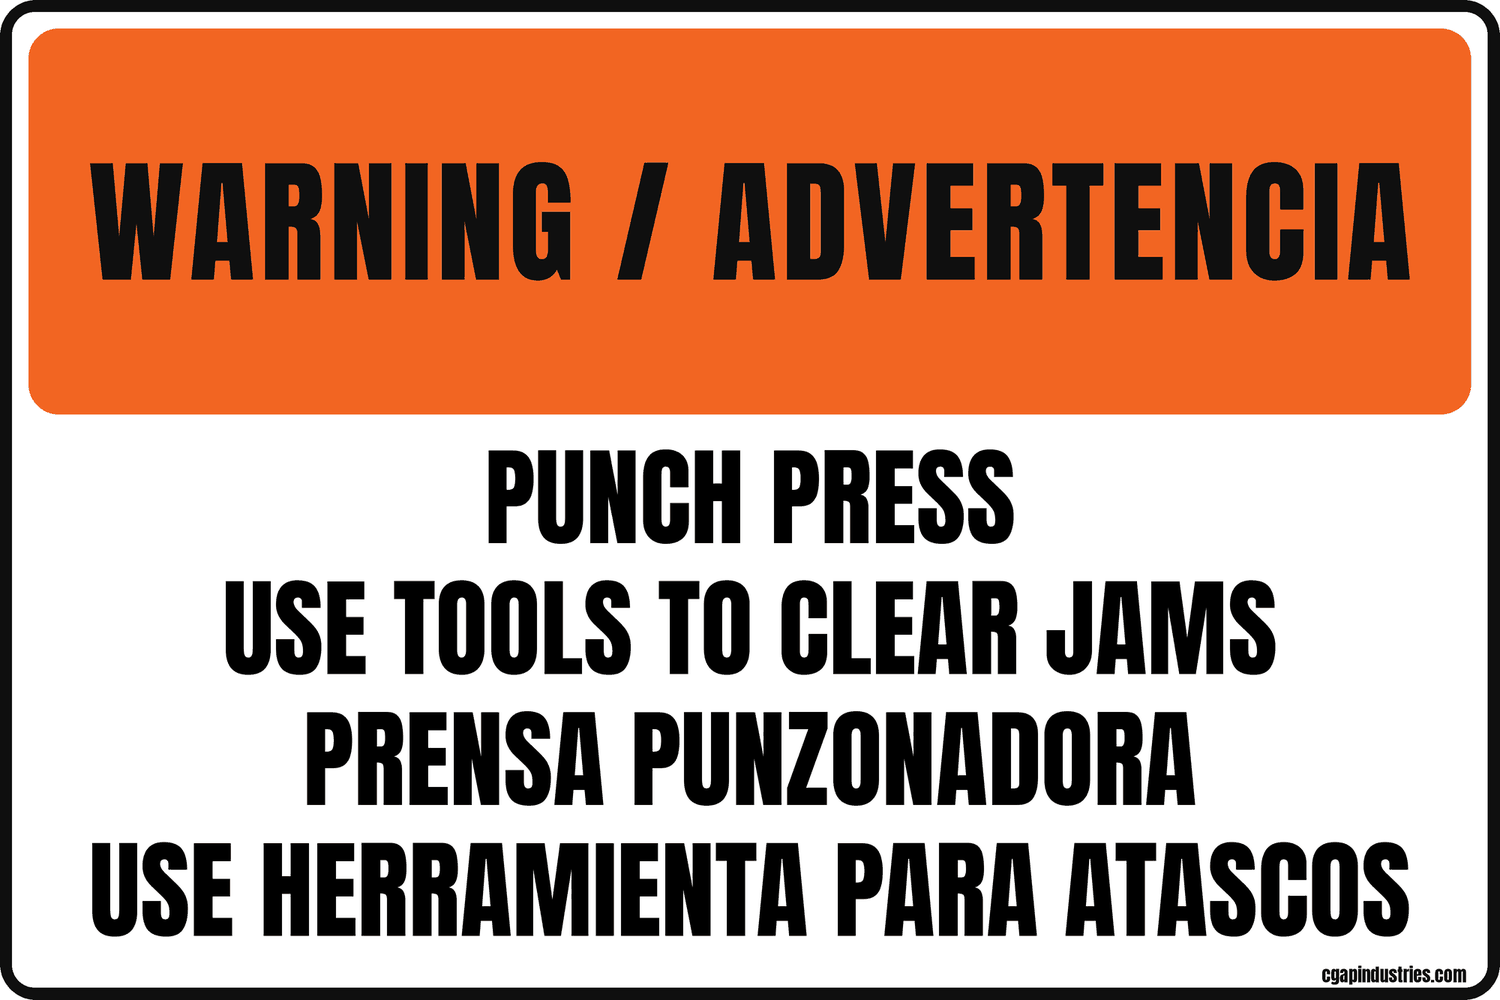 WARNING / ADVERTENCIA
PUNCH PRESS
USE TOOLS TO CLEAR JAMS
PRENSA PUNZONADORA
USE HERRAMIENTA PARA ATASCOS
cgapindustries.com